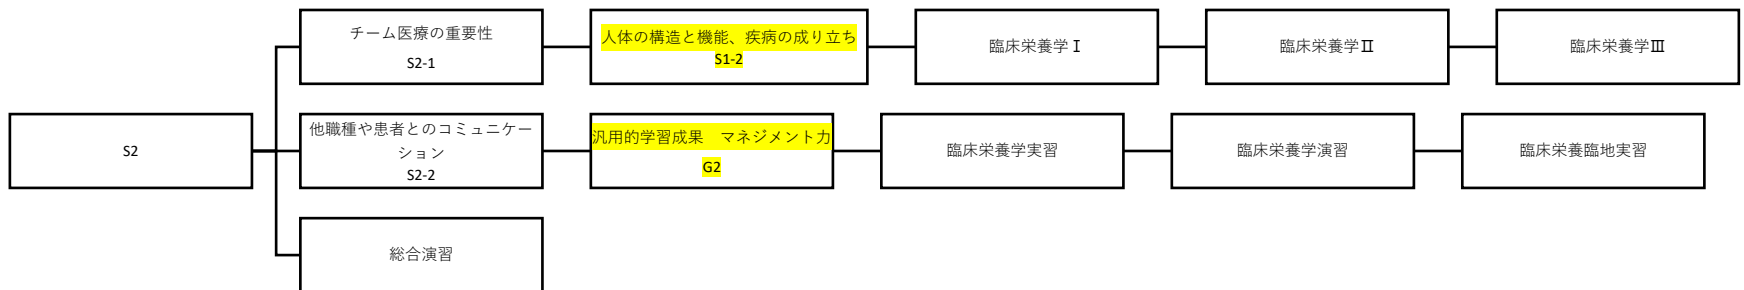 チーム医療の重要性
S2-1
人体の構造と機能、疾病の成り立ち
S1-2
臨床栄養学Ⅰ
臨床栄養学Ⅱ
臨床栄養学Ⅲ
S2
他職種や患者とのコミュニケー
ション
S2-2
汎用的学習成果　マネジメント力
G2
臨床栄養学実習
臨床栄養学演習
臨床栄養臨地実習
総合演習